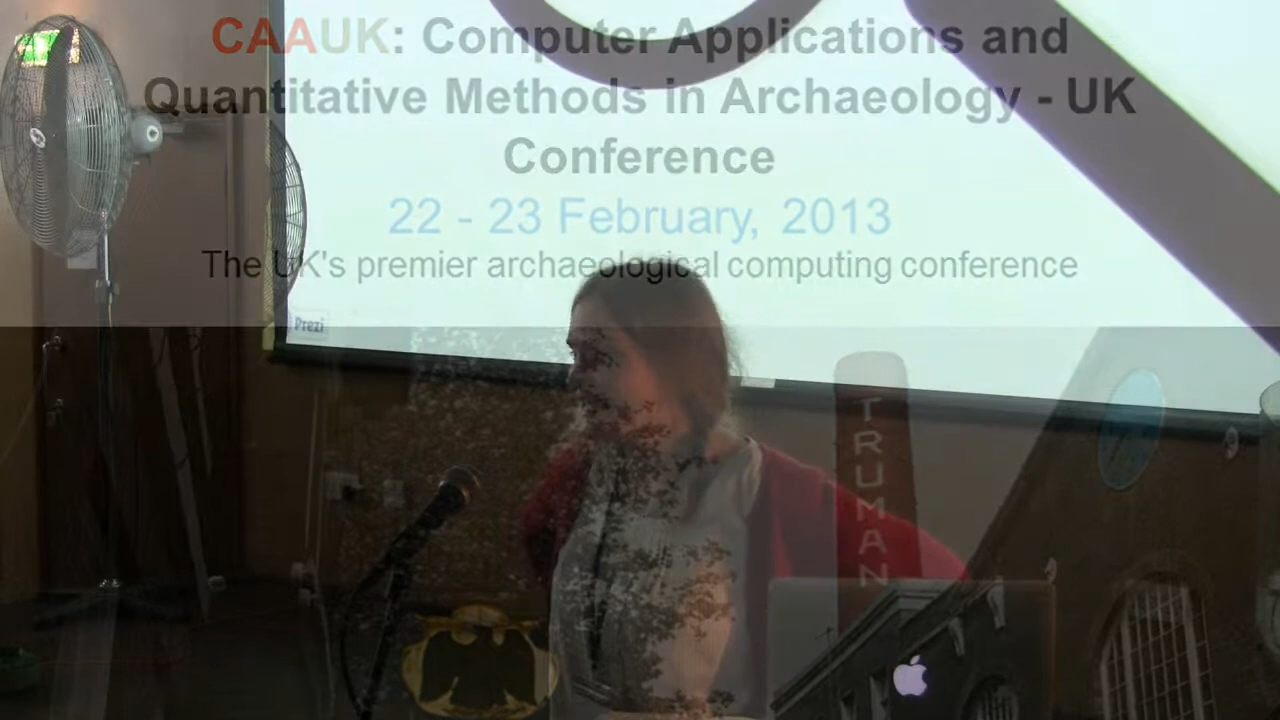 CAAUK: Computer Applications and
Quantitative Methods in Archaeology - UK
Conference
22 - 23 February, 2013
The UK's premier archaeological computing conference
Prezi
TRUMAN